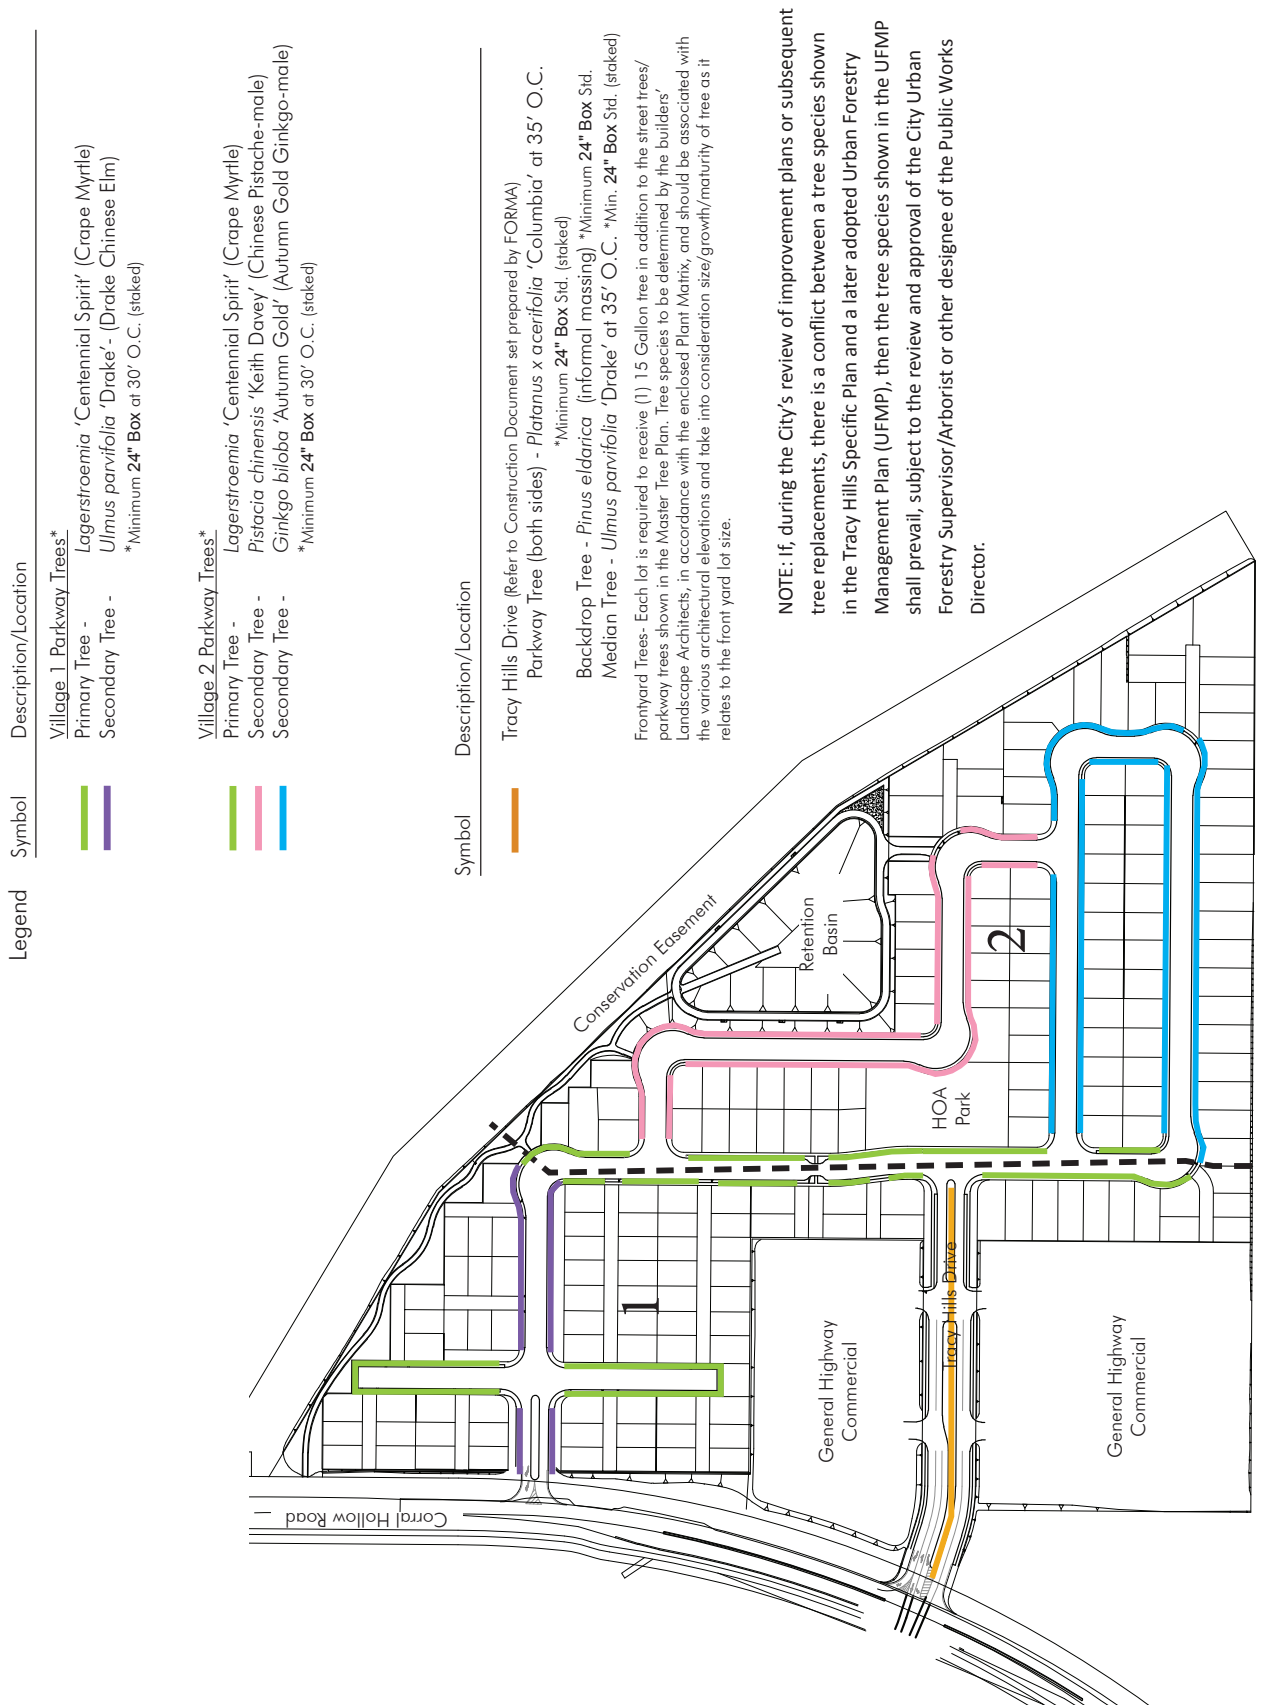 Legend
Symbol Description/Location
Village 1 Parkway Trees*
Primary Tree - Lagerstroemia 'Centennial Spirit' (Crape Myrtle)
Secondary Tree - Ulmus parvifolia 'Drake'- (Drake Chinese Elm)
*Minimum 24" Box at 30' O.C. (staked)
Village 2 Parkway Trees*
Primary Tree - Lagerstroemia 'Centennial Spirit' (Crape Myrtle)
Secondary Tree - Pistacia chinensis 'Keith Davey' (Chinese Pistache-male)
Secondary Tree - Ginkgo biloba 'Autumn Gold' (Autumn Gold Ginkgo-male)
*Minimum 24" Box at 30' O.C. (staked)
Symbol Description/Location
Tracy Hills Drive (Refer to Construction Document set prepared by FORMA)
Parkway Tree (both sides) - Platanus x acerifolia 'Columbia' at 35' O.C.
*Minimum 24" Box Std. (staked)
Backdrop Tree - Pinus eldarica (informal massing) *Minimum 24" Box Std.
Median Tree - Ulmus parvifolia 'Drake' at 35' O.C. *Min. 24" Box Std. (staked)
Frontyard Trees- Each lot is required to receive (1) 15 Gallon tree in addition to the street trees/
parkway trees shown in the Master Tree Plan. Tree species to be determined by the builders'
Landscape Architects, in accordance with the enclosed Plant Matrix, and should be associated with
the various architectural elevations and take into consideration size/growth/maturity of tree as it
relates to the front yard lot size.
NOTE: If, during the City's review of improvement plans or subsequent
tree replacements, there is a conflict between a tree species shown
in the Tracy Hills Specific Plan and a later adopted Urban Forestry
Management Plan (UFMP), then the tree species shown in the UFMP
shall prevail, subject to the review and approval of the City Urban
Forestry Supervisor/Arborist or other designee of the Public Works
Director.
Conservation Easement
Retention
Basin
2
HOA
Park
1
Tracy Hills Drive
General Highway
Commercial
General Highway
Commercial
Corral Hollow Road